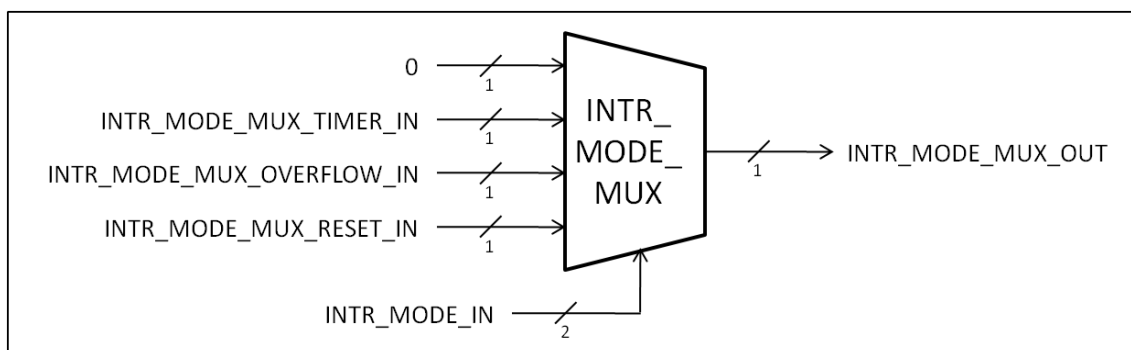 0
1
INTR_MODE_MUX_TIMER_IN
1
INTR_MODE_MUX_OVERFLOW_IN
1
INTR_MODE_MUX_RESET_IN
1
INTR_MODE_IN
2
INTR_
MODE_
MUX
1
INTR_MODE_MUX_OUT